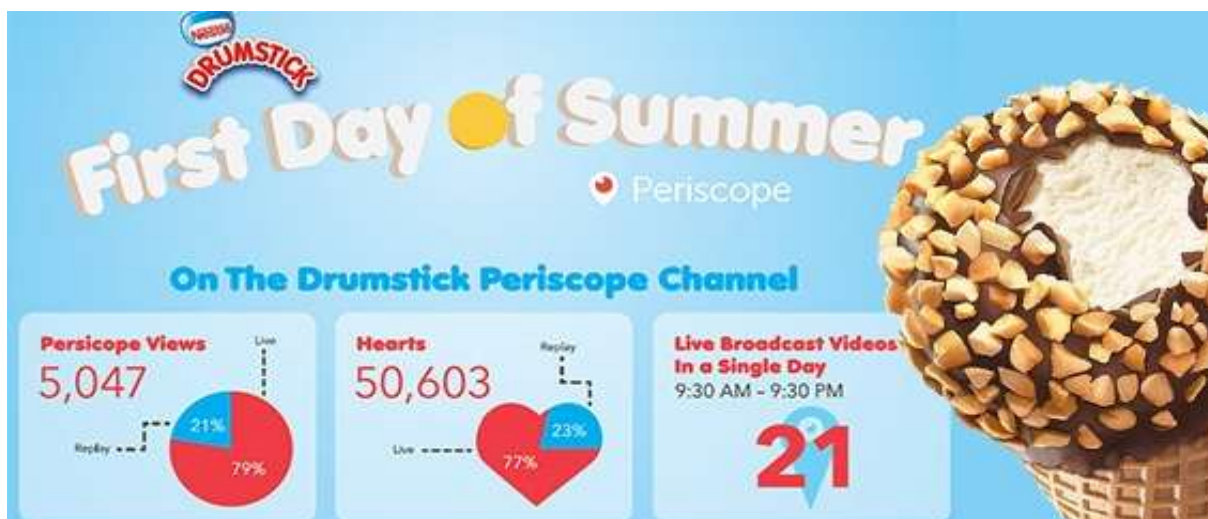 Nestlé
DRUMSTICK
First Day of Summer
Periscope
On The Drumstick Periscope Channel
Persicope Views
5,047
Live
21%
Replay
79%
Hearts
50,603
Replay
23%
Live
77%
Live Broadcast Videos
In a Single Day
9:30 AM - 9:30 PM
21